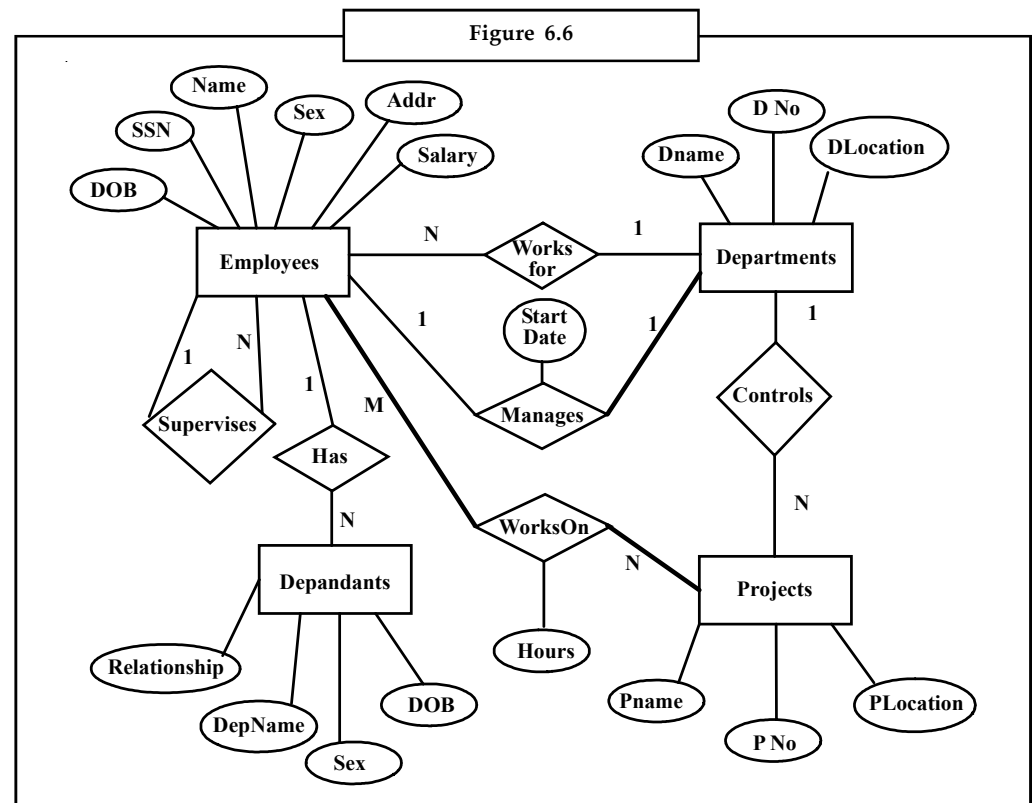 Figure 6.6
Name
Sex
Addr
D No
SSN
Salary
Dname
DLocation
DOB
Employees
N
Works
for
1
Departments
1
Start
Date
1
1
1
N
1
M
Supervises
Has
Manages
Controls
N
WorksOn
N
N
Depandants
Projects
Relationship
DepName
Sex
DOB
Hours
Pname
P No
PLocation